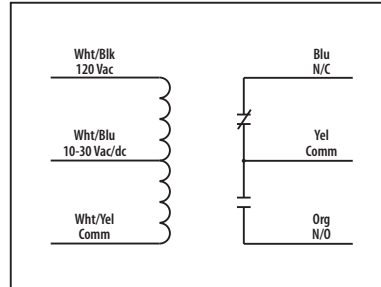 Wht/Blk
120 Vac
Wht/Blu
10-30 Vac/dc
Wht/Yel
Comm
Blu
N/C
Yel
Comm
Org
N/O